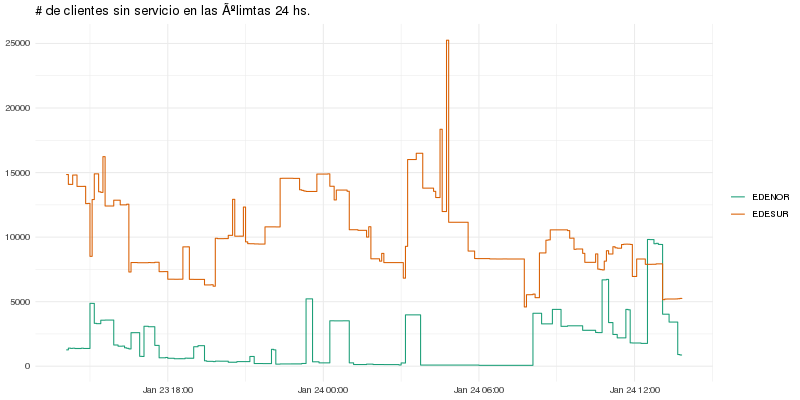 # de clientes sin servicio en las Ãºlimtas 24 hs.
25000
20000
15000
10000
5000
0
Jan 23 18:00
Jan 24 00:00
Jan 24 06:00
Jan 24 12:00
EDENOR
EDESUR